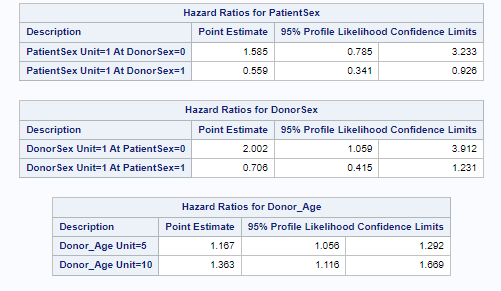 Hazard Ratios for PatientSex
Description Point Estimate 95% Profile Likelihood Confidence Limits
PatientSex Unit=1 At DonorSex=0 1.585 0.785 3.233
PatientSex Unit=1 At DonorSex=1 0.559 0.341 0.926
Hazard Ratios for DonorSex
Description Point Estimate 95% Profile Likelihood Confidence Limits
DonorSex Unit=1 At PatientSex=0 2.002 1.059 3.912
DonorSex Unit=1 At PatientSex=1 0.706 0.415 1.231
Hazard Ratios for Donor_Age
Description Point Estimate 95% Profile Likelihood Confidence Limits
Donor_Age Unit=5 1.167 1.056 1.292
Donor_Age Unit=10 1.363 1.116 1.669